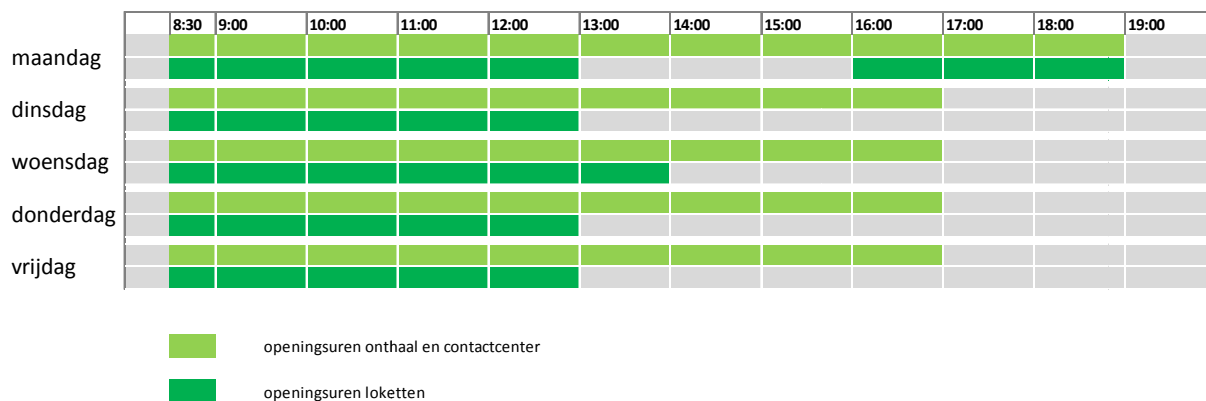 8:30 9:00 10:00 11:00 12:00 13:00 14:00 15:00 16:00 17:00 18:00 19:00
maandag
dinsdag
woensdag
donderdag
vrijdag
openingsuren onthaal en contactcenter
openingsuren loketten